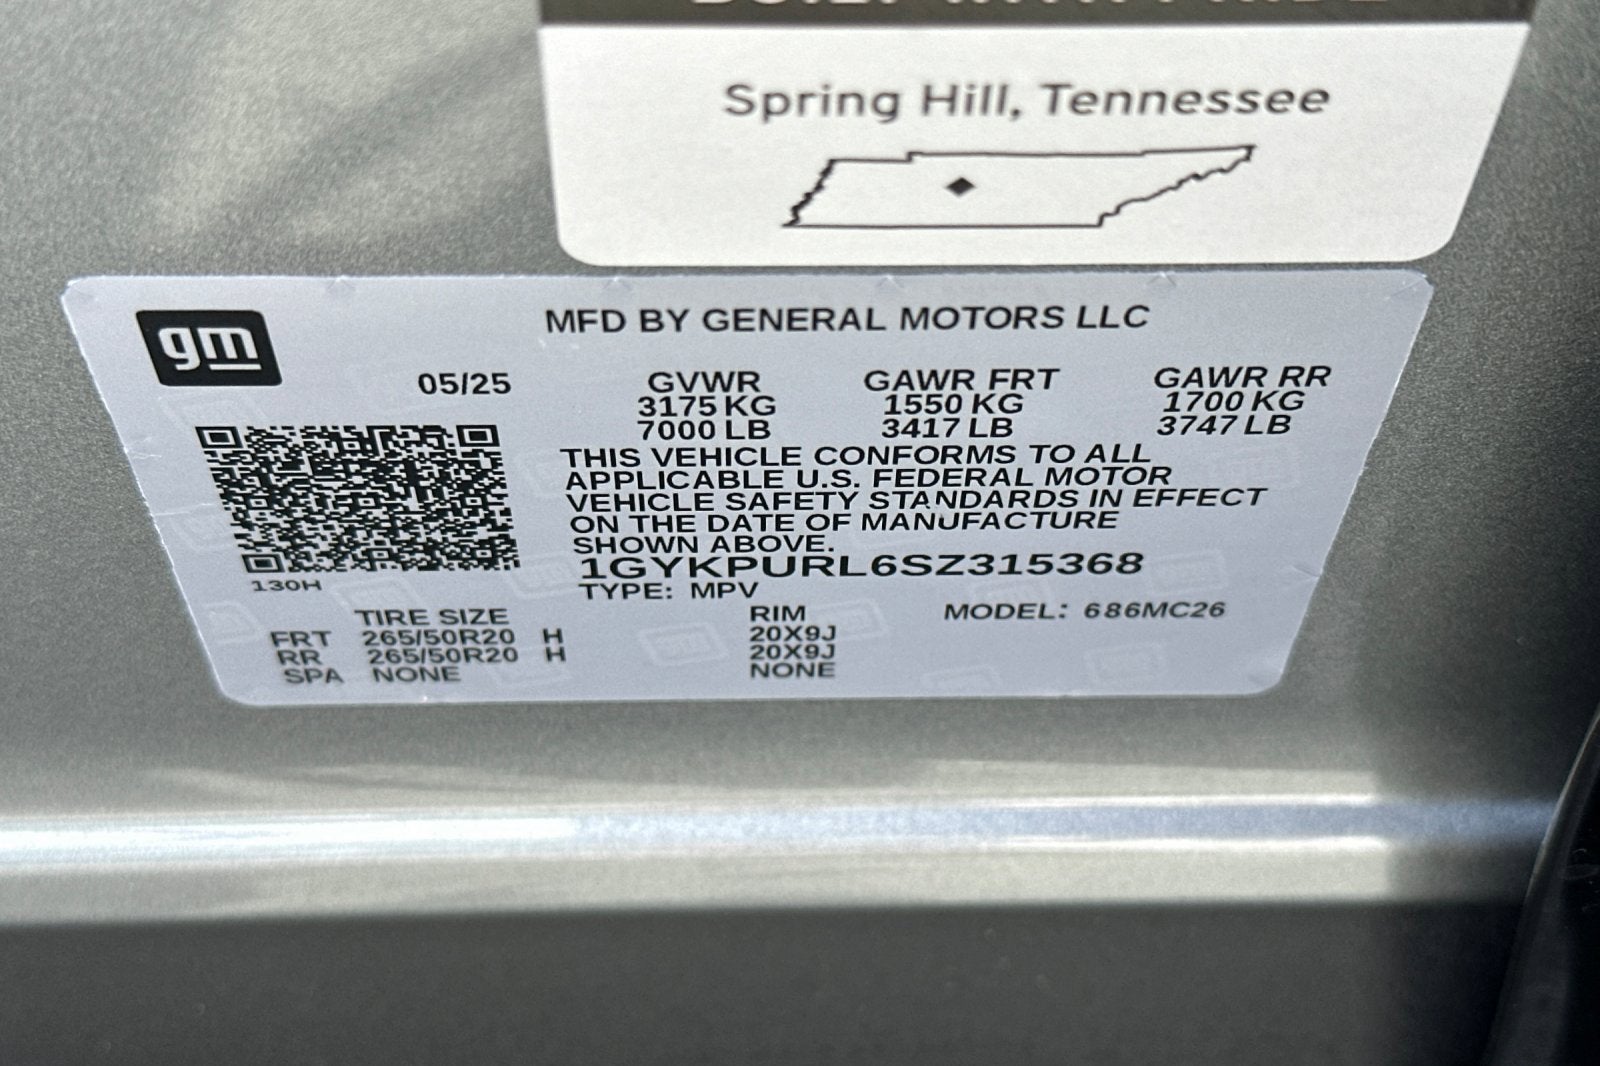 BUILT WITH PRIDE
Spring Hill, Tennessee
gm
MFD BY GENERAL MOTORS LLC
05/25 GVWR GAWR FRT GAWR RR
3175 KG 1550 KG 1700 KG
7000 LB 3417 LB 3747 LB
THIS VEHICLE CONFORMS TO ALL
APPLICABLE U.S. FEDERAL MOTOR
VEHICLE SAFETY STANDARDS IN EFFECT
ON THE DATE OF MANUFACTURE
SHOWN ABOVE.
1GYKPURL6SZ315368
130H
TYPE: MPV
TIRE SIZE RIM MODEL: 686MC26
FRT 265/50R20 H 20X9J
RR 265/50R20 H 20X9J
SPA NONE NONE